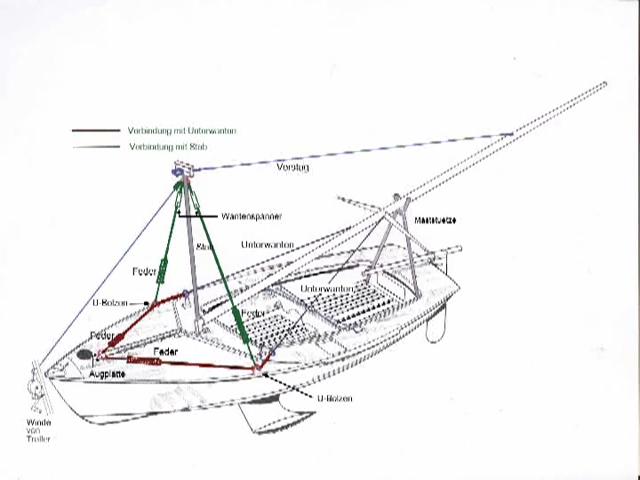 Verbindung mit Unterwanten
Verbindung mit Stab
Vorstag
Wantenspanner
Maststuetze
Stab
Unterwanten
Feder
Unterwanten
U-Bolzen
Feder
Feder
Feder
Augplatte
U-Bolzen
Winde
von
Trailer